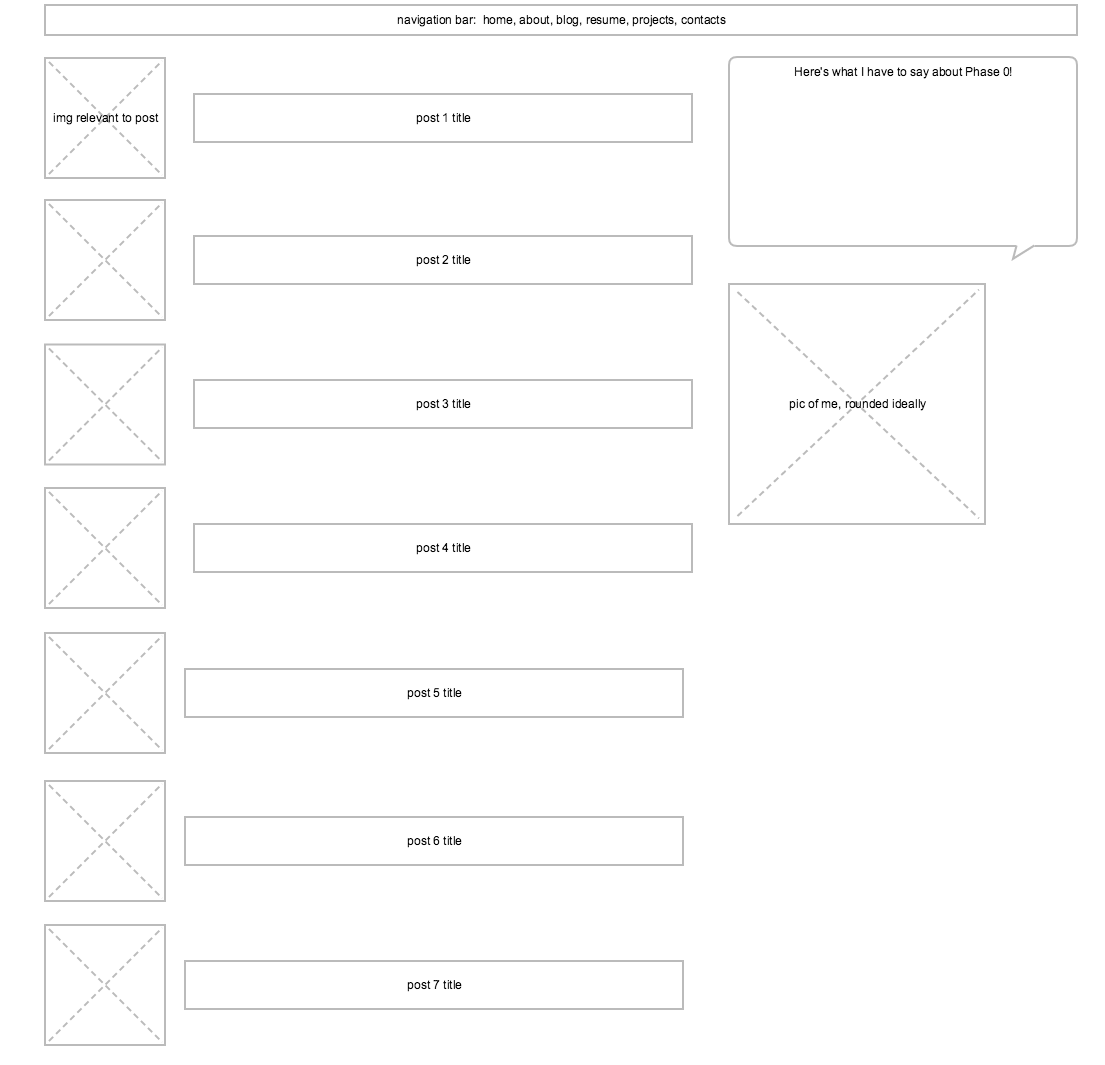 navigation bar:  home, about, blog, resume, projects, contacts
img relevant to post
post 1 title
Here's what I have to say about Phase 0!
post 2 title
post 3 title
pic of me, rounded ideally
post 4 title
post 5 title
post 6 title
post 7 title